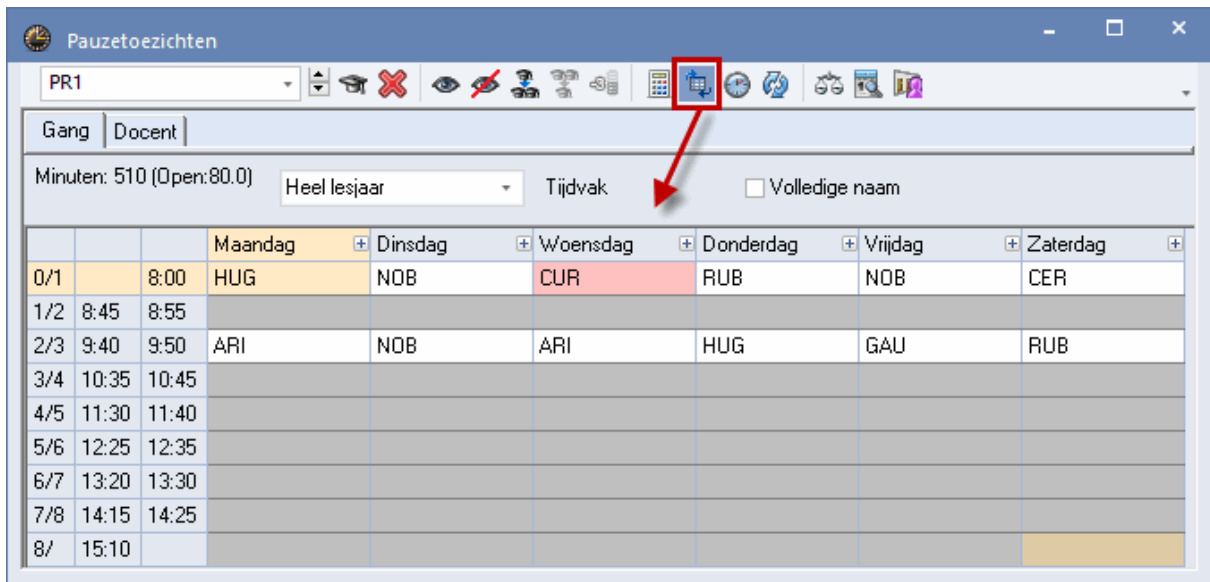 Pauzetoezichten
PR1
Gang Docent
Minuten: 510 (Open:80.0) Heel lesjaar Tijdvak Volledige naam
Maandag Dinsdag Woensdag Donderdag Vrijdag Zaterdag
0/1 8:00 HUG NOB CUR RUB NOB CER
1/2 8:45 8:55
2/3 9:40 9:50 ARI NOB ARI HUG GAU RUB
3/4 10:35 10:45
4/5 11:30 11:40
5/6 12:25 12:35
6/7 13:20 13:30
7/8 14:15 14:25
8/ 15:10